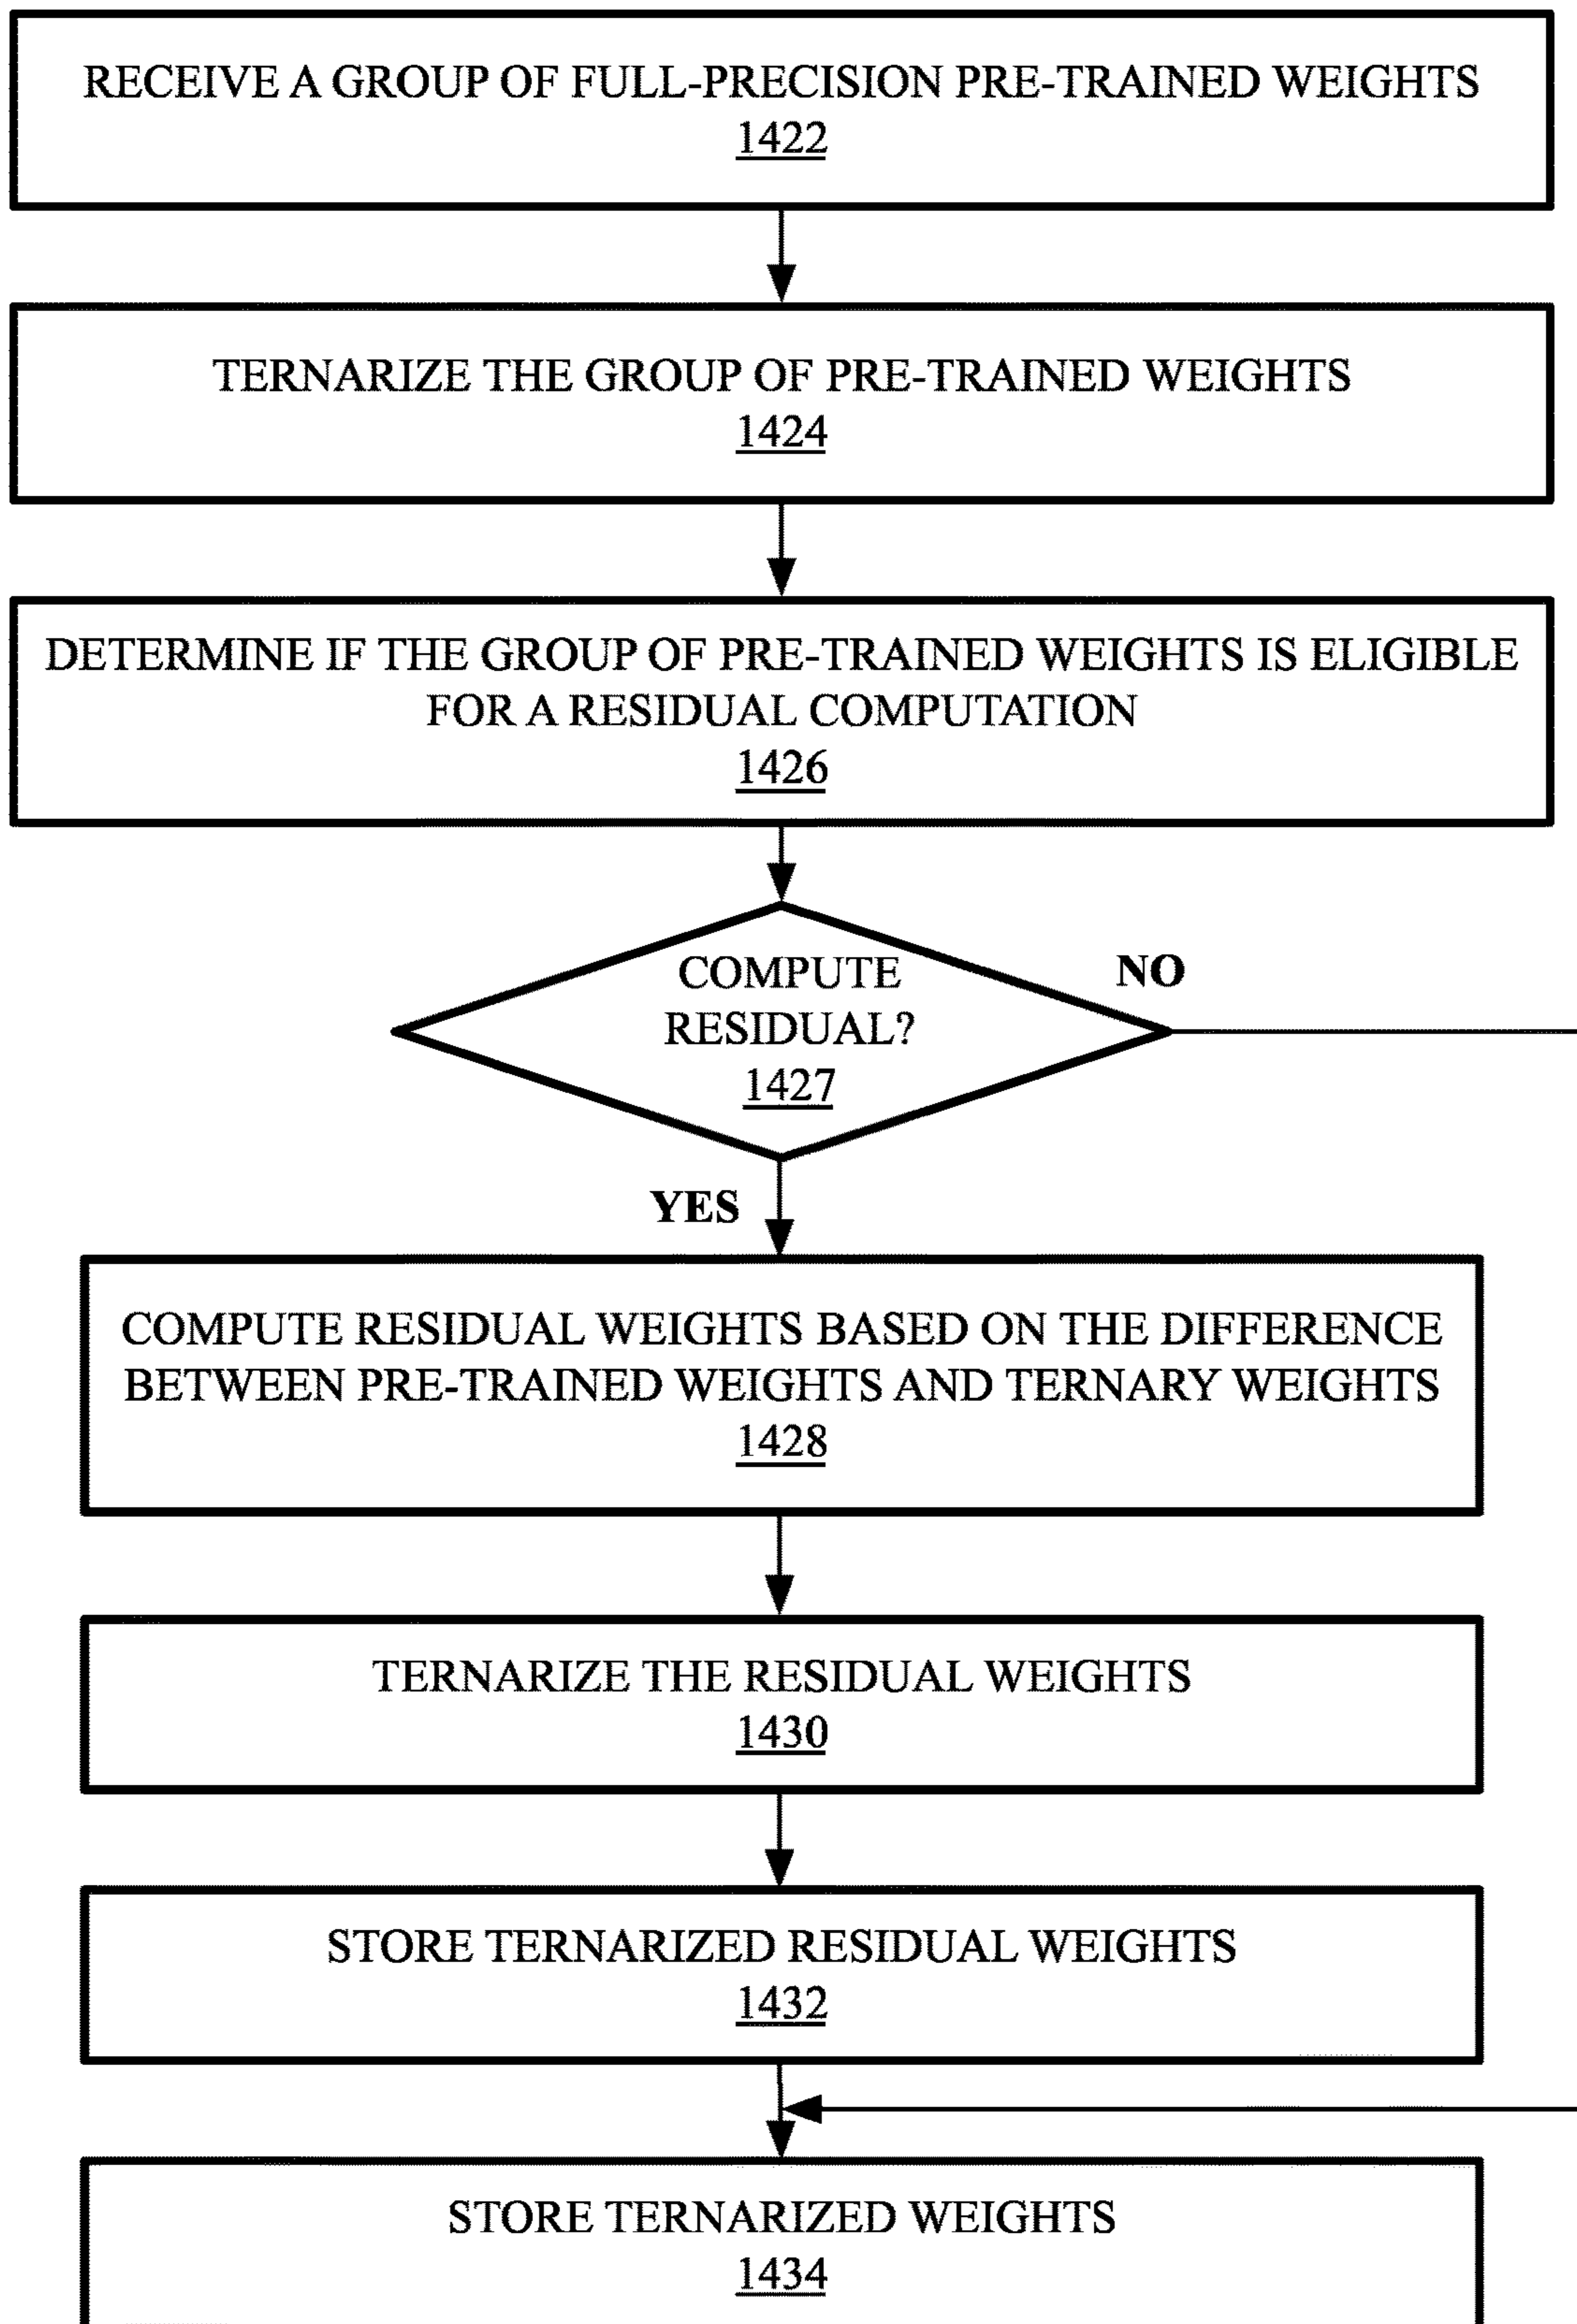 RECEIVE A GROUP OF FULL-PRECISION PRE-TRAINED WEIGHTS
1422
TERNARIZE THE GROUP OF PRE-TRAINED WEIGHTS
1424
DETERMINE IF THE GROUP OF PRE-TRAINED WEIGHTS IS ELIGIBLE
FOR A RESIDUAL COMPUTATION
1426
COMPUTE
RESIDUAL?
1427
NO
YES
COMPUTE RESIDUAL WEIGHTS BASED ON THE DIFFERENCE
BETWEEN PRE-TRAINED WEIGHTS AND TERNARY WEIGHTS
1428
TERNARIZE THE RESIDUAL WEIGHTS
1430
STORE TERNARIZED RESIDUAL WEIGHTS
1432
STORE TERNARIZED WEIGHTS
1434